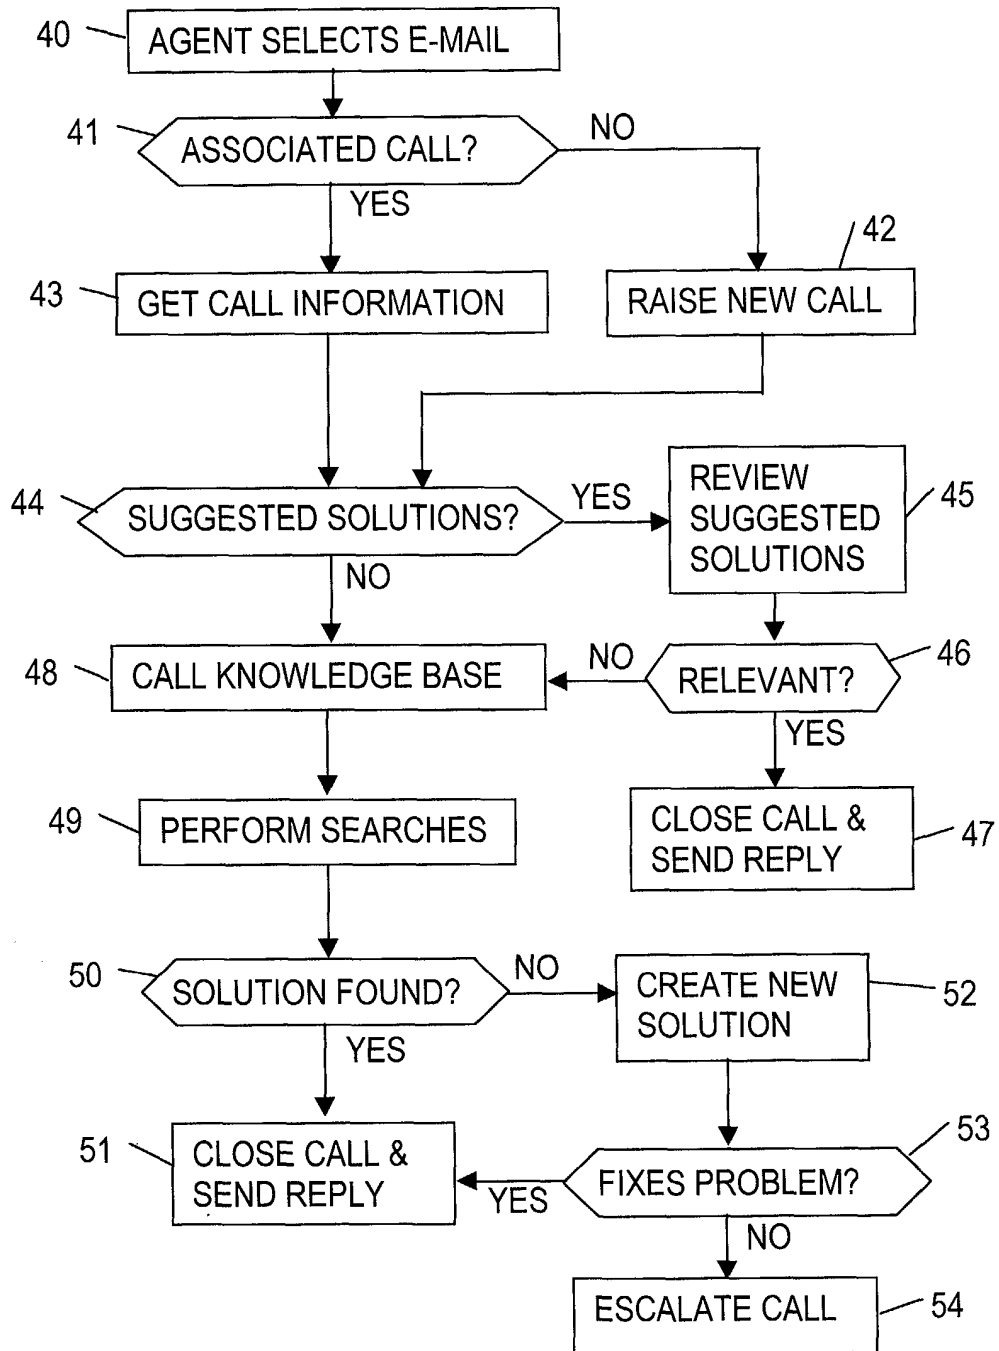 40
AGENT SELECTS E-MAIL
41
ASSOCIATED CALL?
NO
YES
42
43
GET CALL INFORMATION
RAISE NEW CALL
44
SUGGESTED SOLUTIONS?
YES
REVIEW
SUGGESTED
SOLUTIONS
45
NO
48
CALL KNOWLEDGE BASE
NO
RELEVANT?
46
YES
49
PERFORM SEARCHES
CLOSE CALL &
SEND REPLY
47
50
SOLUTION FOUND?
NO
CREATE NEW
SOLUTION
52
YES
51
CLOSE CALL &
SEND REPLY
YES
FIXES PROBLEM?
53
NO
ESCALATE CALL
54